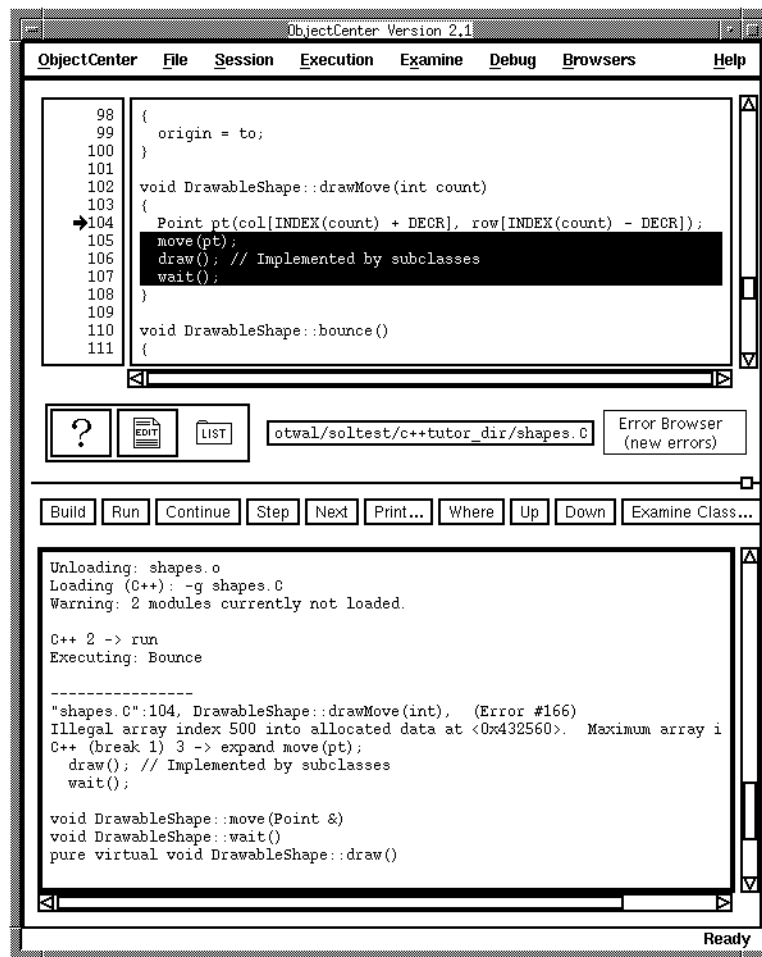 ObjectCenter Version 2.1
ObjectCenter File Session Execution Examine Debug Browsers Help
98 {
99 origin = to;
100 }
101
102 void DrawableShape::drawMove(int count)
103 {
104 Point pt(col[INDEX(count) + DECR], row[INDEX(count) - DECR]);
105 move(pt);
106 draw(); // Implemented by subclasses
107 wait();
108 }
109
110 void DrawableShape::bounce()
111 {
? EDIT LIST otwal/soltest/c++tutor_dir/shapes.C Error Browser
(new errors)
Build Run Continue Step Next Print... Where Up Down Examine Class...
Unloading: shapes.o
Loading (C++): -g shapes.C
Warning: 2 modules currently not loaded.
C++ 2 -> run
Executing: Bounce
----------------
"shapes.C":104, DrawableShape::drawMove(int), (Error #166)
Illegal array index 500 into allocated data at <0x432560>. Maximum array i
C++ (break 1) 3 -> expand move(pt);
draw(); // Implemented by subclasses
wait();
void DrawableShape::move(Point &)
void DrawableShape::wait()
pure virtual void DrawableShape::draw()
Ready